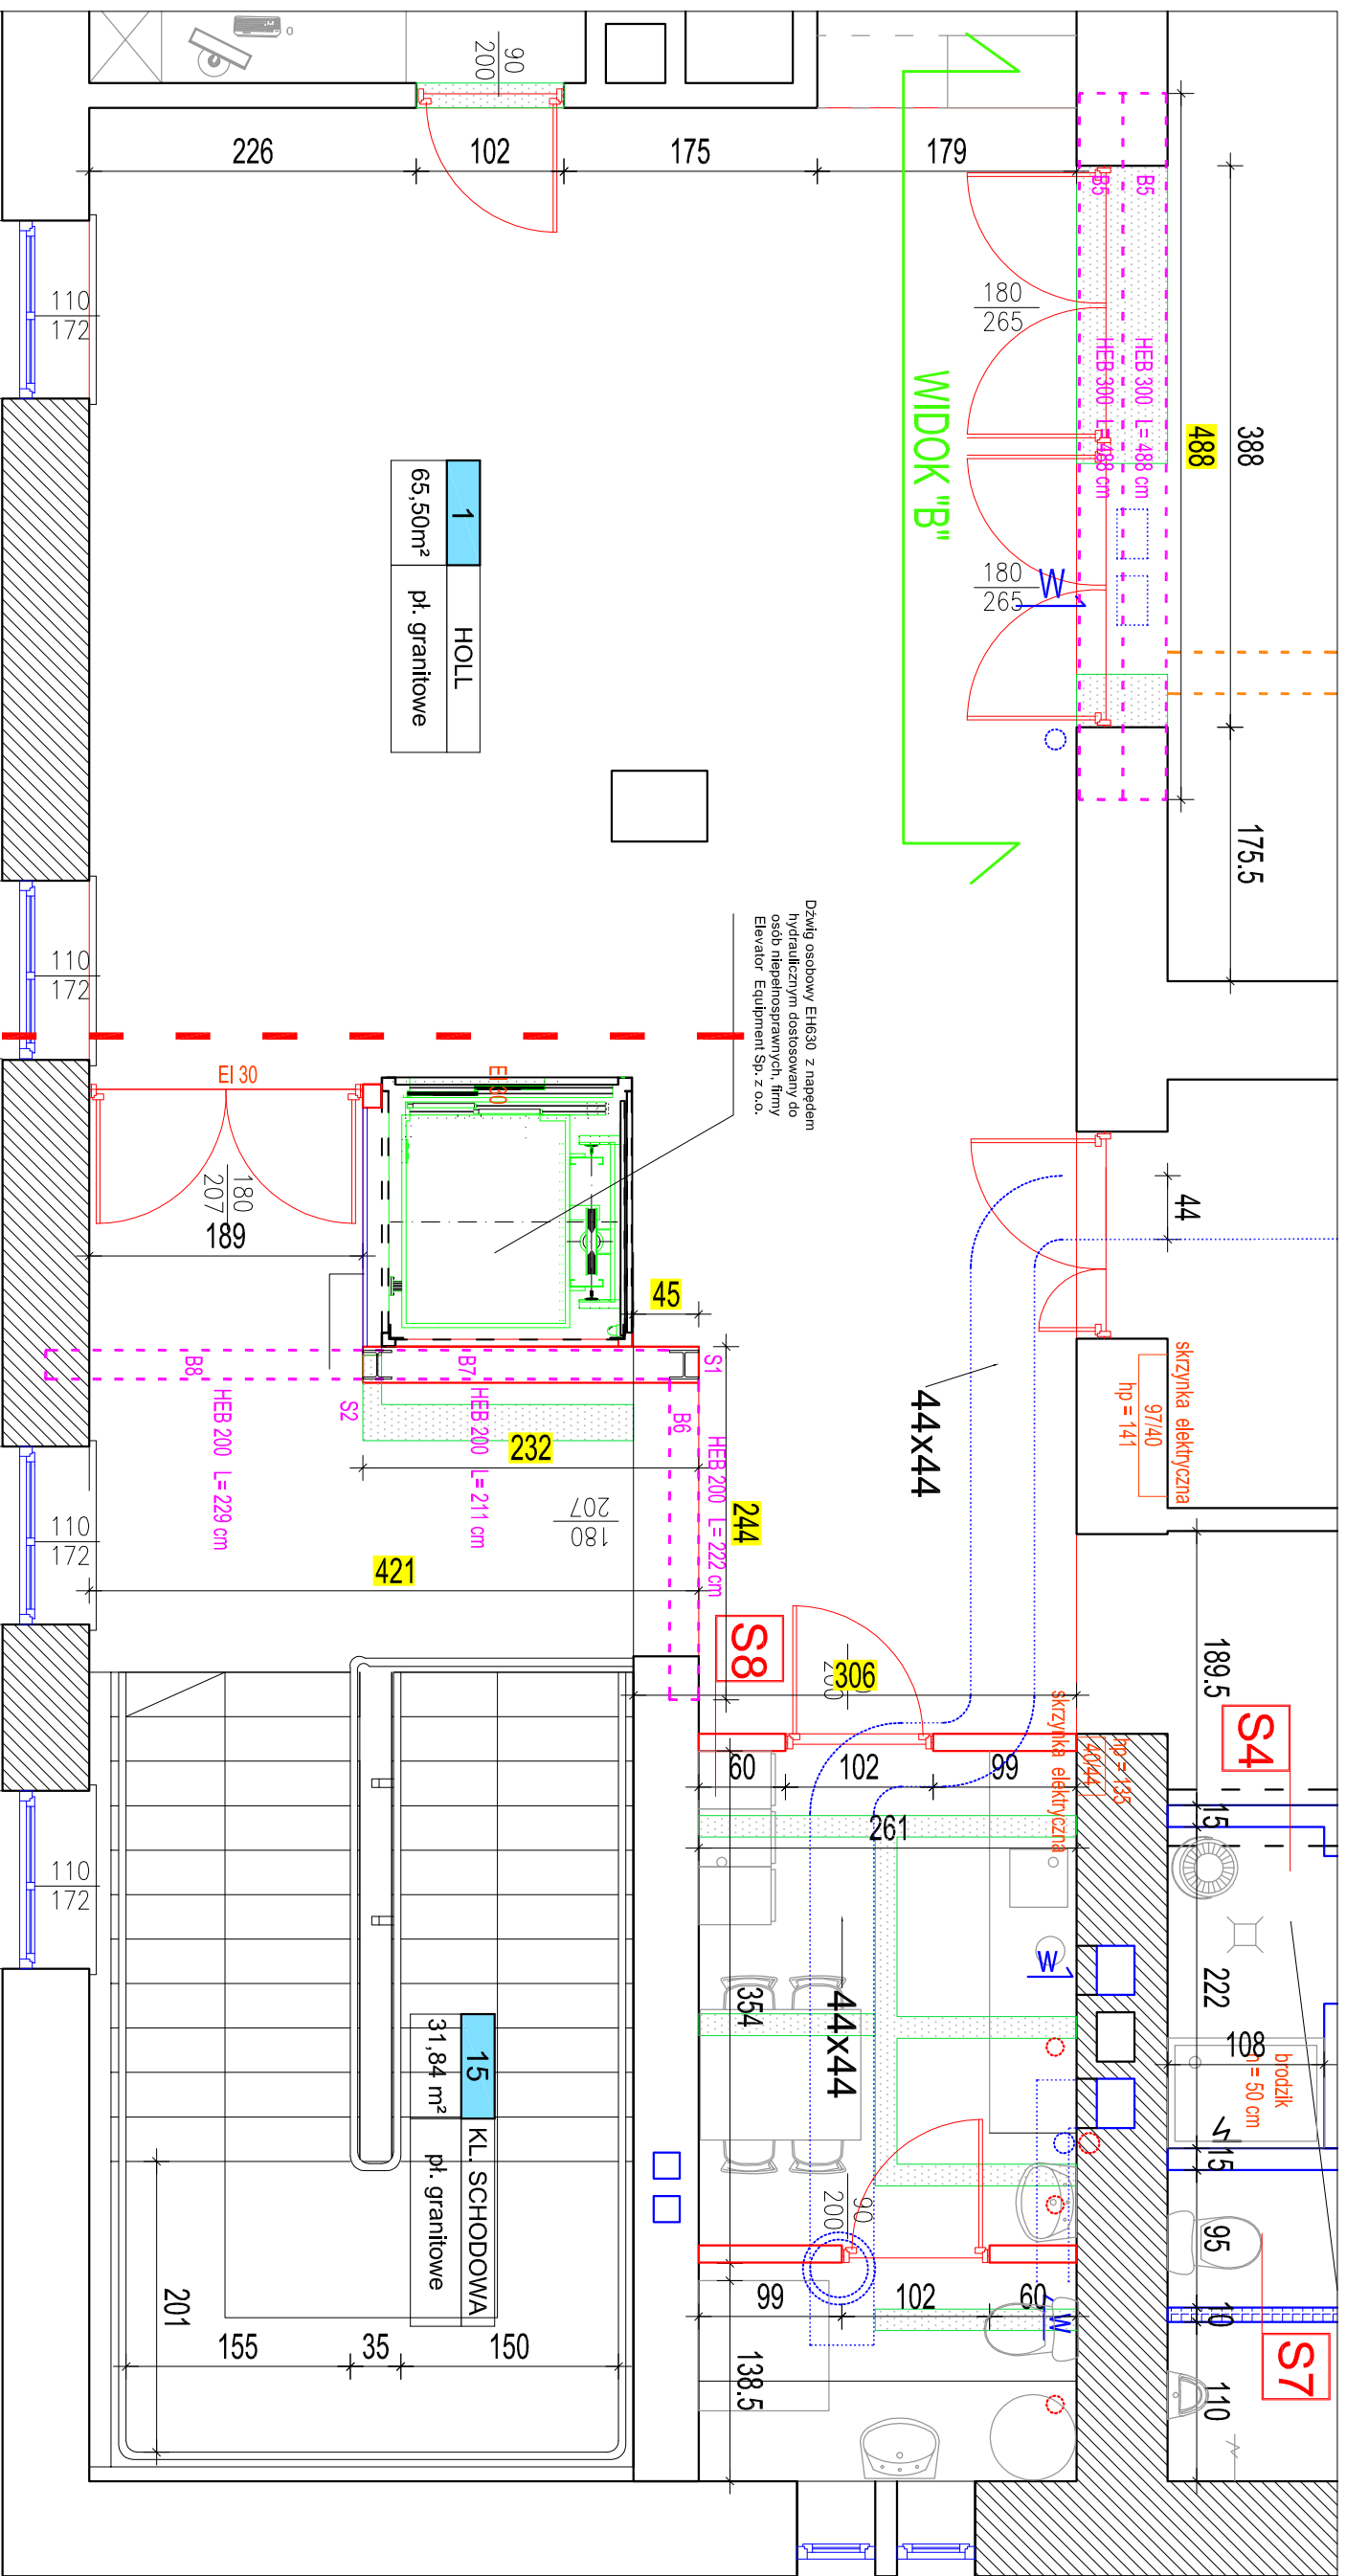 90
200
226
102
175
179
B5
B5
388
488
HEB 300 L=488 cm
HEB 300 L=488 cm
180
265
180
265
WIDOK "B"
W1
175.5
110
172
1
HOLL
65,50m²
pł. granitowe
110
172
Dźwig osobowy EH630 z napędem
hydraulicznym dostosowany do
osób niepełnosprawnych, firmy
Elevator Equipment Sp. z o.o.
EI 30
180
207
189
45
44
S1
B8
B7
B6
S2
HEB 200 L=229 cm
HEB 200 L=211 cm
HEB 200 L=222 cm
232
244
421
180
207
44x44
skrzynka elektryczna
97/40
hp=141
110
172
S8
306
200
189.5
S4
skrzynka elektryczna
hp=135
40/44
60
102
99
261
15
110
172
354
44x44
W1
222
108
brodzik
h=50 cm
15
15
KL. SCHODOWA
31,84 m²
pł. granitowe
90
200
95
10
S7
110
99
102
60
W1
138.5
201
155
35
150